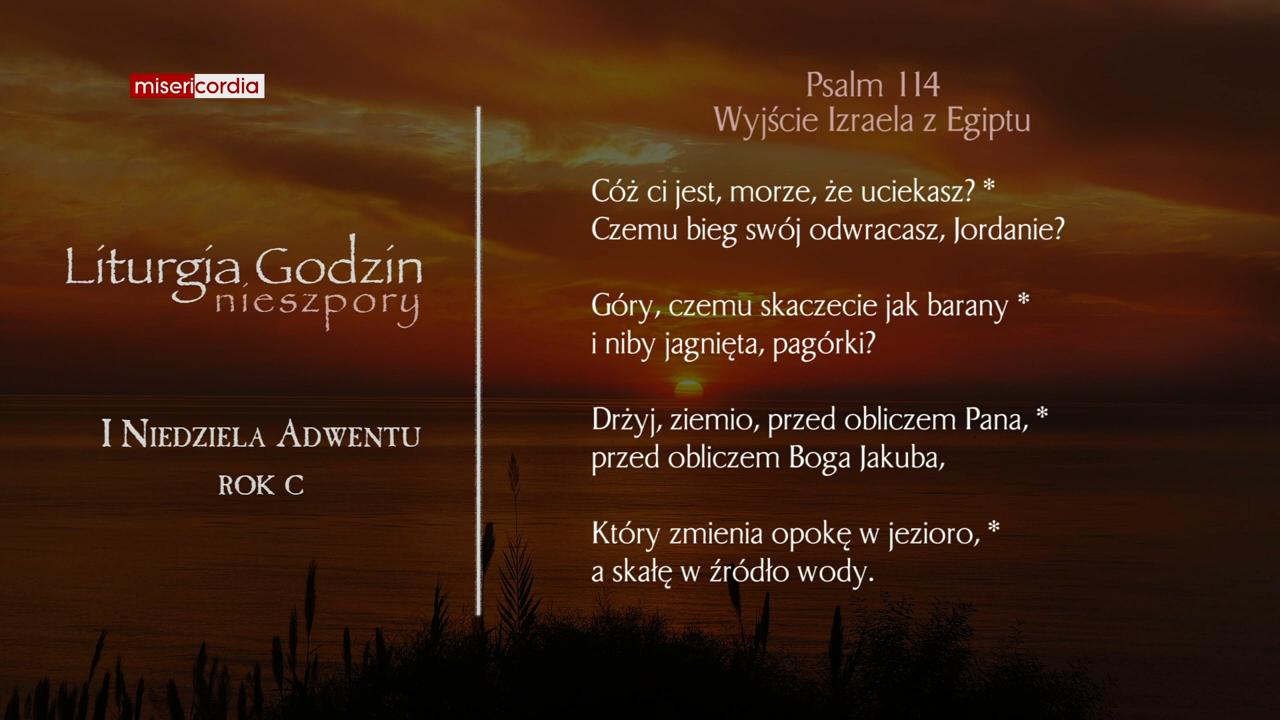 misericordia
Liturgia Godzin
nieszpory
I Niedziela Adwentu
rok C
Psalm 114
Wyjście Izraela z Egiptu
Cóż ci jest, morze, że uciekasz? *
Czemu bieg swój odwracasz, Jordanie?
Góry, czemu skaczecie jak barany *
i niby jagnięta, pagórki?
Drżyj, ziemio, przed obliczem Pana, *
przed obliczem Boga Jakuba,
Który zmienia opokę w jezioro, *
a skałę w źródło wody.